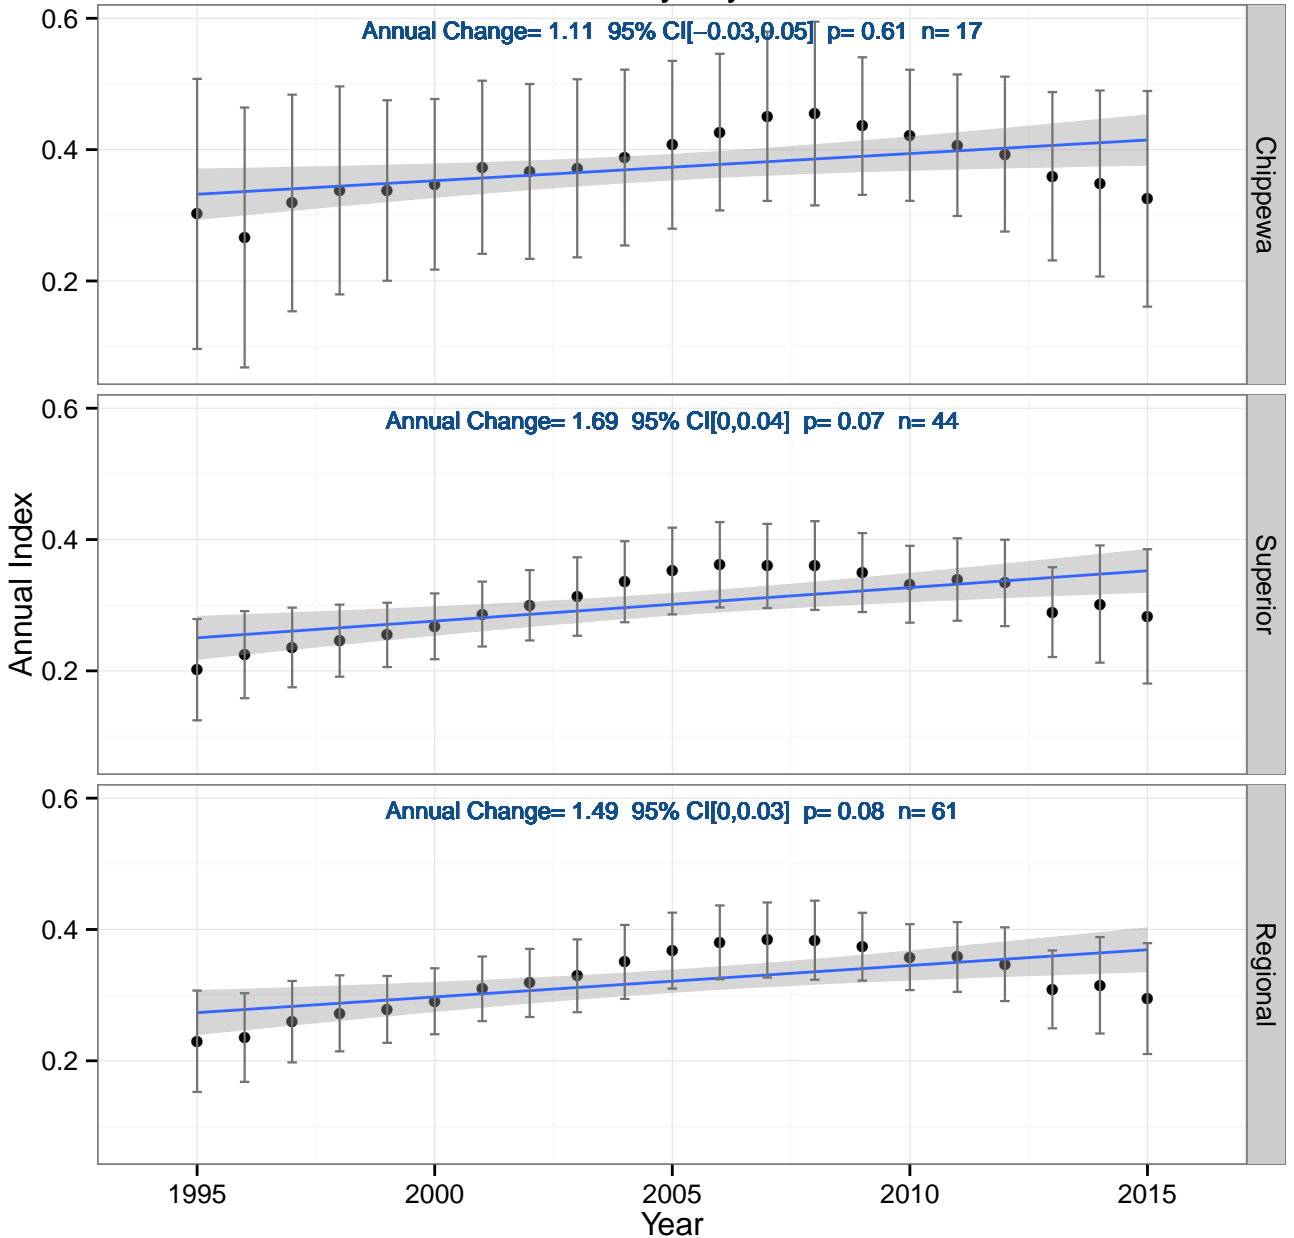 0.6
Annual Change= 1.11 95% CI[−0.03,0.05] p= 0.61 n= 17
0.4
0.2
Chippewa
0.6
Annual Change= 1.69 95% CI[0,0.04] p= 0.07 n= 44
0.4
0.2
Superior
Annual Index
0.6
Annual Change= 1.49 95% CI[0,0.03] p= 0.08 n= 61
0.4
0.2
Regional
1995 2000 2005 2010 2015
Year